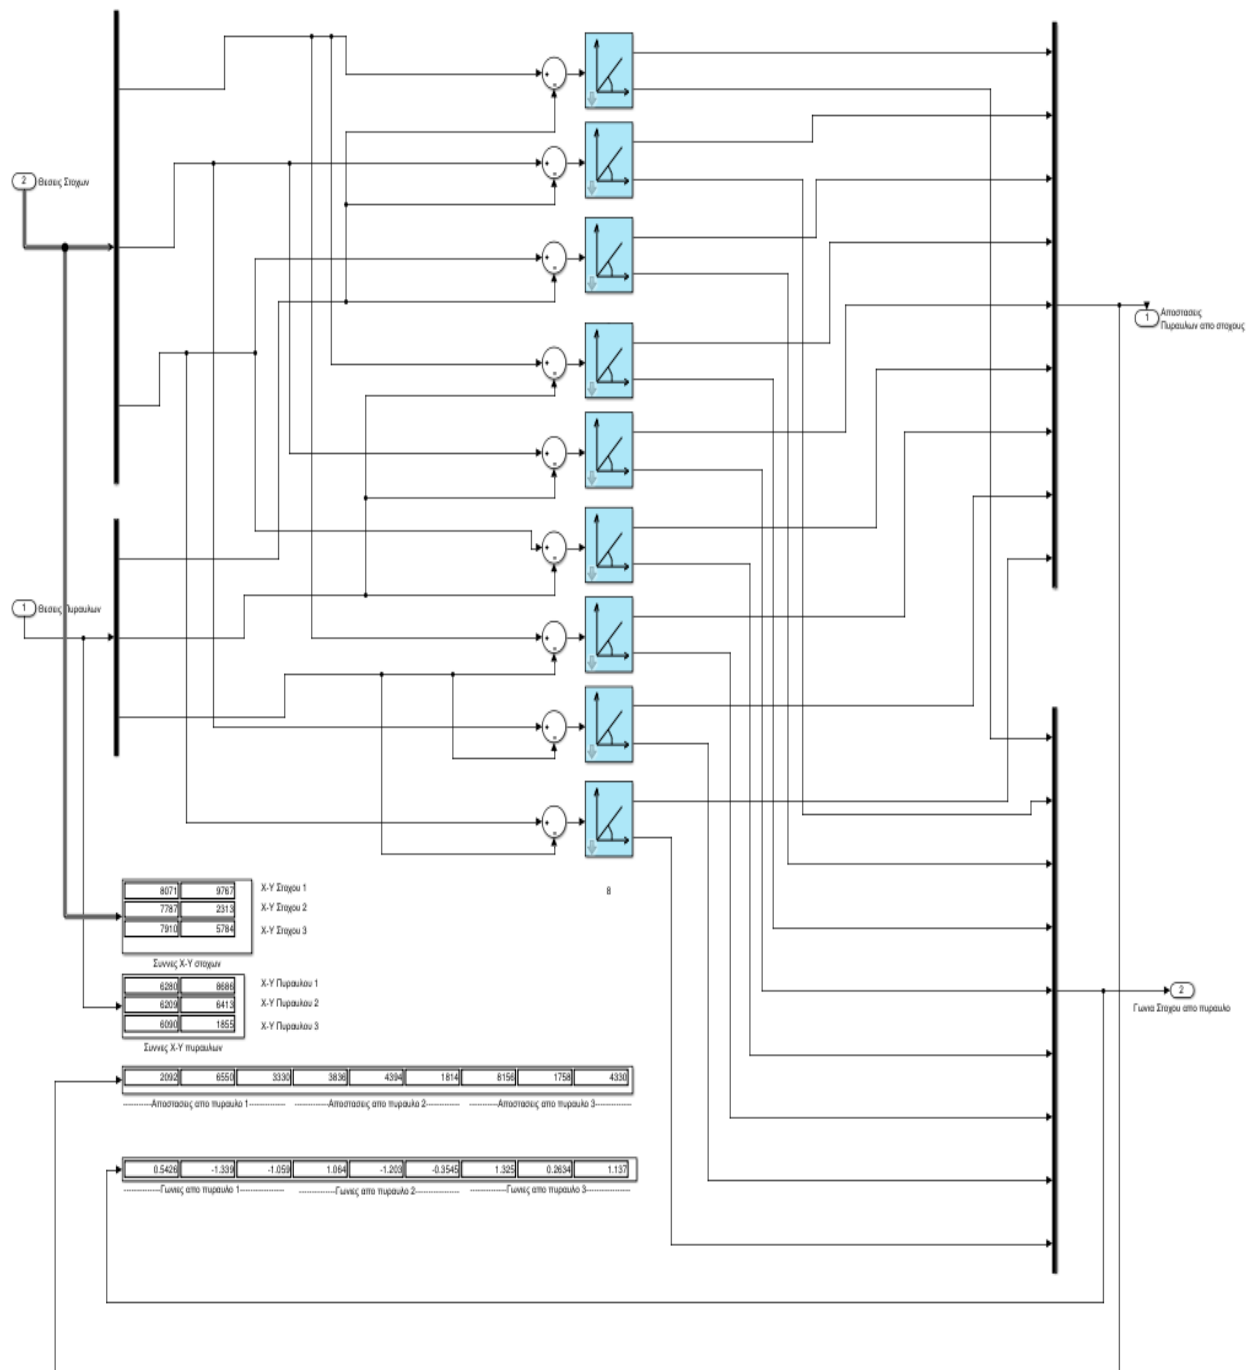 2
Θεσεις Στοχων
1
Αποστασεις
Πυραυλων απο στοχους
1
Θεσεις Πυραυλων
8071 9767
7787 2313
7910 5784
Χ-Υ Στοχου 1
Χ-Υ Στοχου 2
Χ-Υ Στοχου 3
8
Συννες Χ-Υ στοχων
6280 8686
6209 6413
6090 1855
Χ-Υ Πυραυλου 1
Χ-Υ Πυραυλου 2
Χ-Υ Πυραυλου 3
Συννες Χ-Υ πυραυλων
2
Γωνια Στοχου απο πυραυλο
2092 6550 3330 3836 4394 1814 8156 1758 4330
------------Αποστασεις απο πυραυλο 1------------- ------------Αποστασεις απο πυραυλο 2------------ ------------Αποστασεις απο πυραυλο 3-------------
0.5426 -1.339 -1.059 1.064 -1.203 -0.3545 1.325 0.2634 1.137
-------------Γωνιες απο πυραυλο 1--------------- -------------Γωνιες απο πυραυλο 2--------------- -------------Γωνιες απο πυραυλο 3---------------